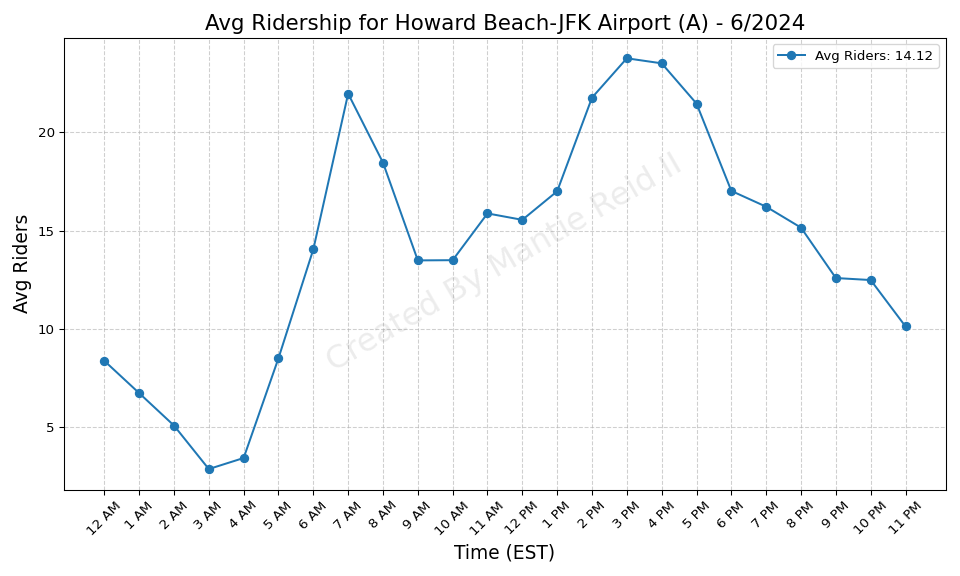 Avg Ridership for Howard Beach-JFK Airport (A) - 6/2024
Avg Riders: 14.12
Avg Riders
20
15
10
5
Created By Mantle Reid II
12 AM
1 AM
2 AM
3 AM
4 AM
5 AM
6 AM
7 AM
8 AM
9 AM
10 AM
11 AM
12 PM
1 PM
2 PM
3 PM
4 PM
5 PM
6 PM
7 PM
8 PM
9 PM
10 PM
11 PM
Time (EST)